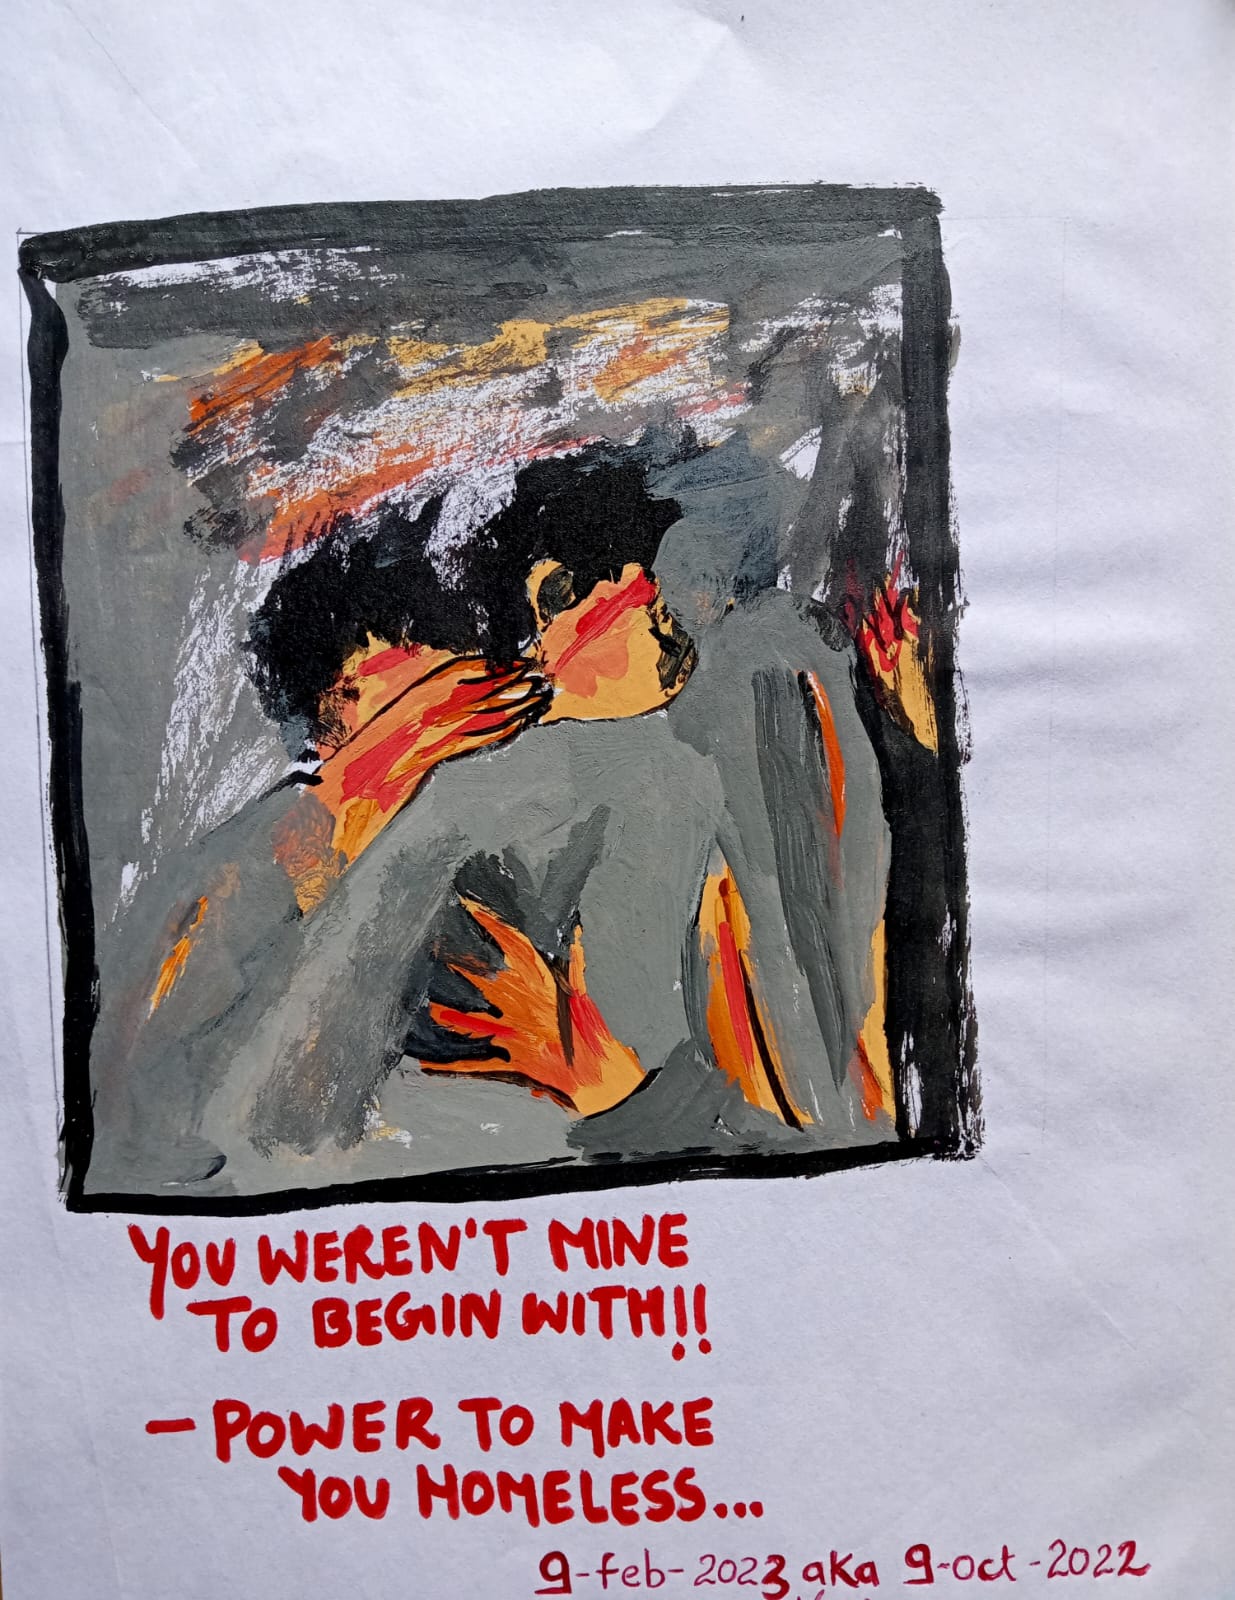 YOU WEREN'T MINE
TO BEGIN WITH!!
- POWER TO MAKE
YOU HOMELESS...
9-feb-2023 aka 9-oct-2022